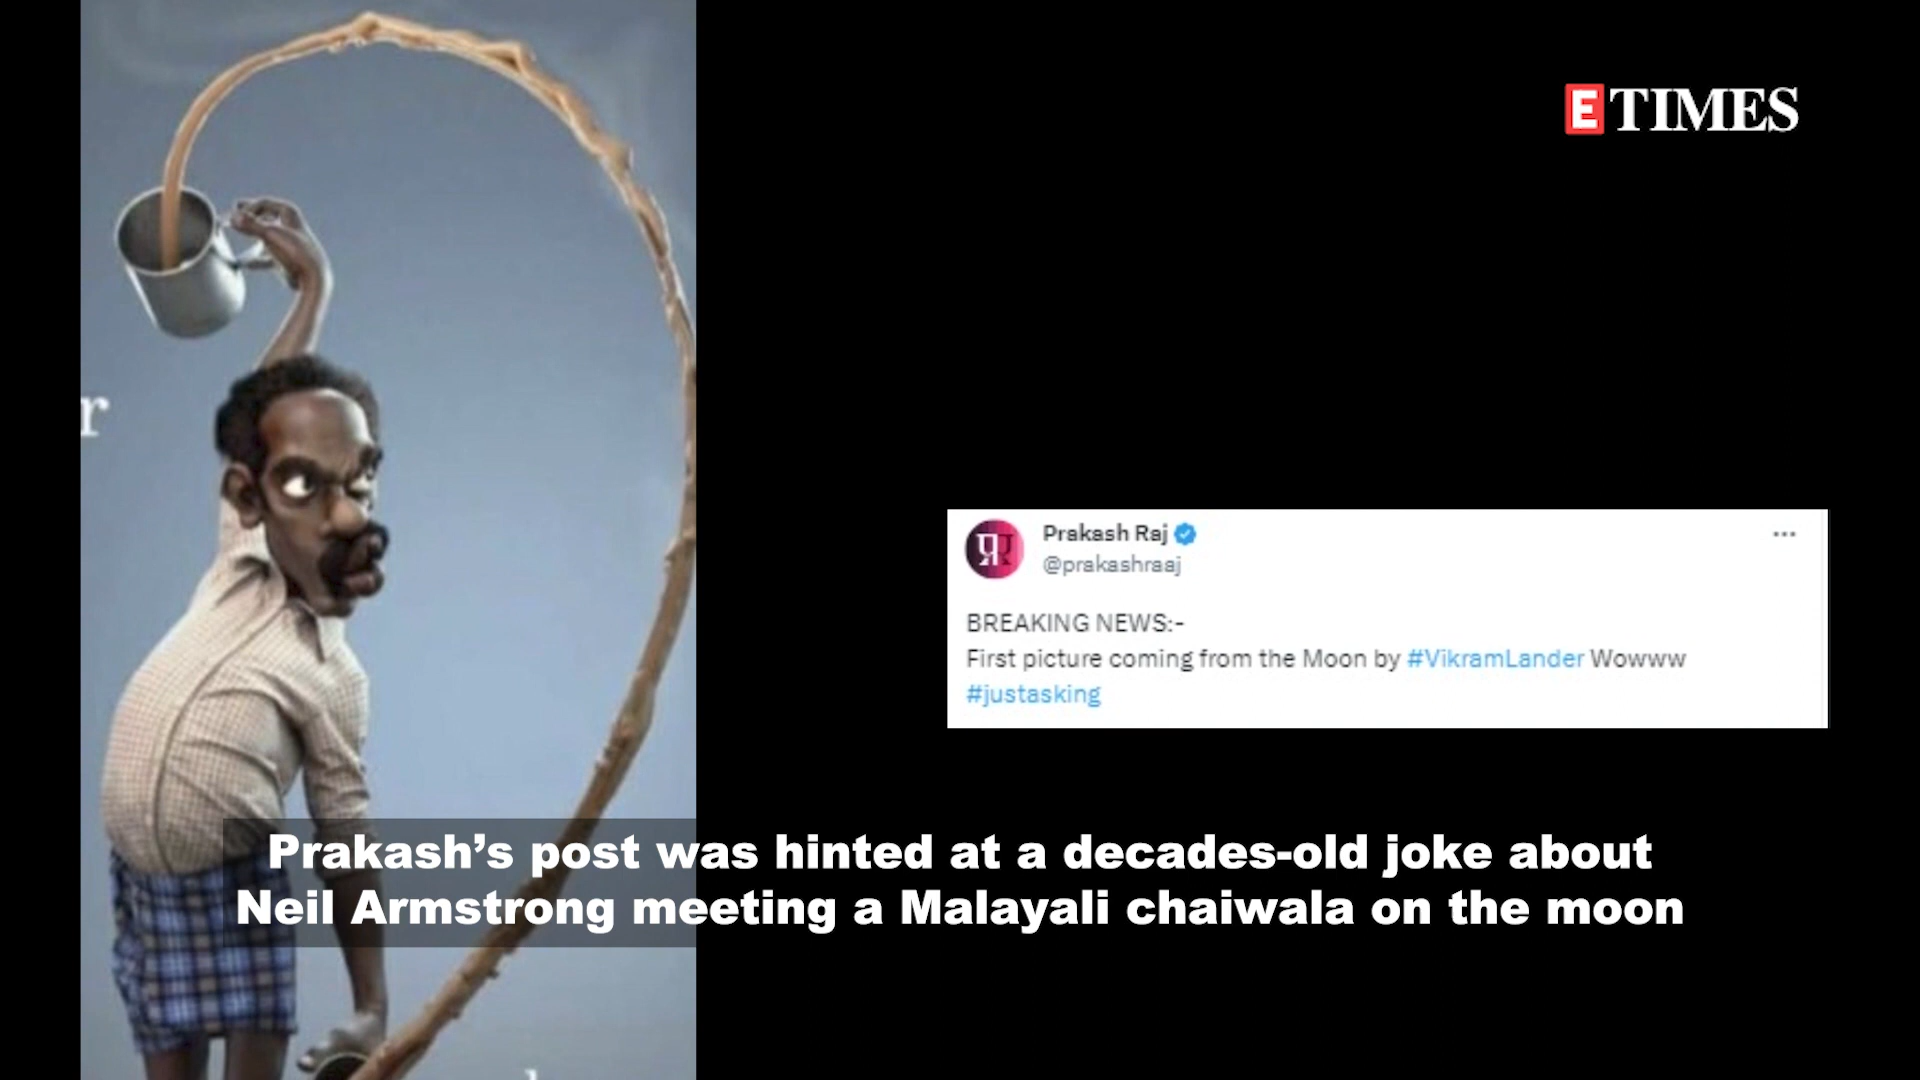 E TIMES
r
Prakash Raj
@prakashraaj
BREAKING NEWS:-
First picture coming from the Moon by #VikramLander Wowww
#justasking
Prakash’s post was hinted at a decades-old joke about
Neil Armstrong meeting a Malayali chaiwala on the moon